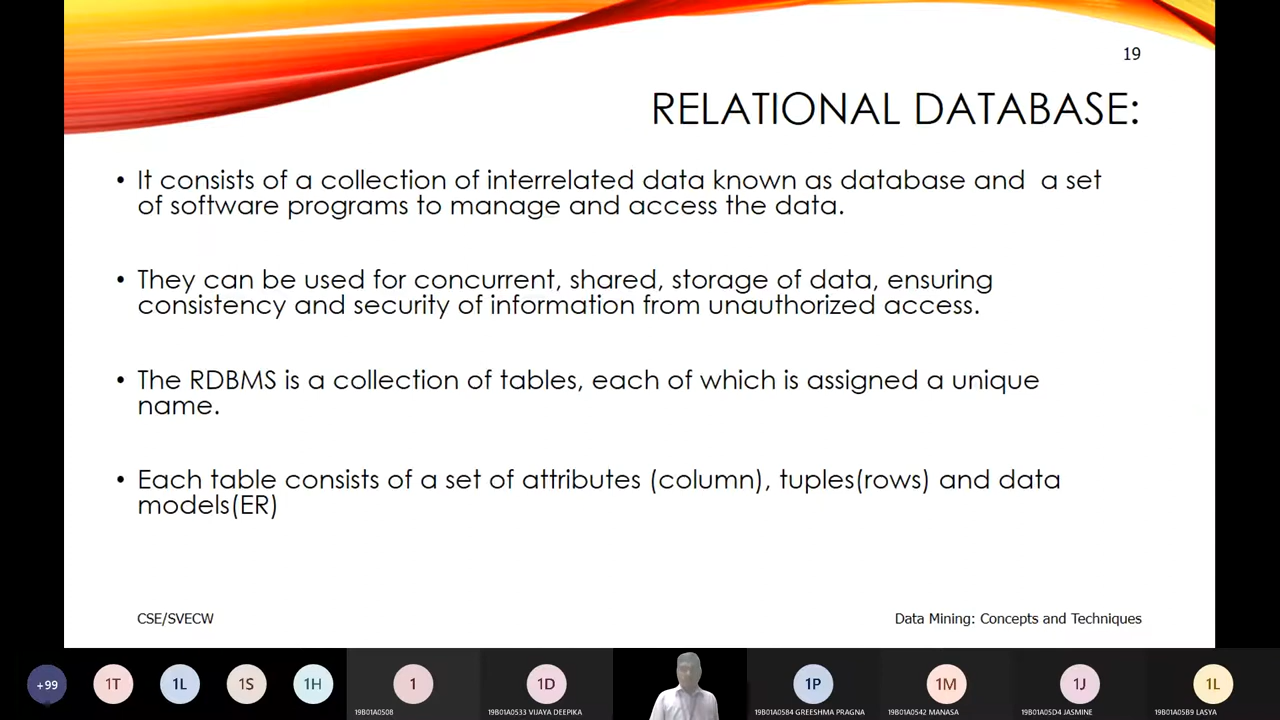 19
RELATIONAL DATABASE:
• It consists of a collection of interrelated data known as database and a set
of software programs to manage and access the data.
• They can be used for concurrent, shared, storage of data, ensuring
consistency and security of information from unauthorized access.
• The RDBMS is a collection of tables, each of which is assigned a unique
name.
• Each table consists of a set of attributes (column), tuples(rows) and data
models(ER)
CSE/SVECW
Data Mining: Concepts and Techniques
+99
1T
1L
1S
1H
1
1D
1P
1M
1J
1L
19B01A0508
19B01A0533 VIJAYA DEEPIKA
19B01A0584 GREESHMA PRAGNA
19B01A0542 MANASA
19B01A05D4 JASMINE
19B01A05B9 LASYA